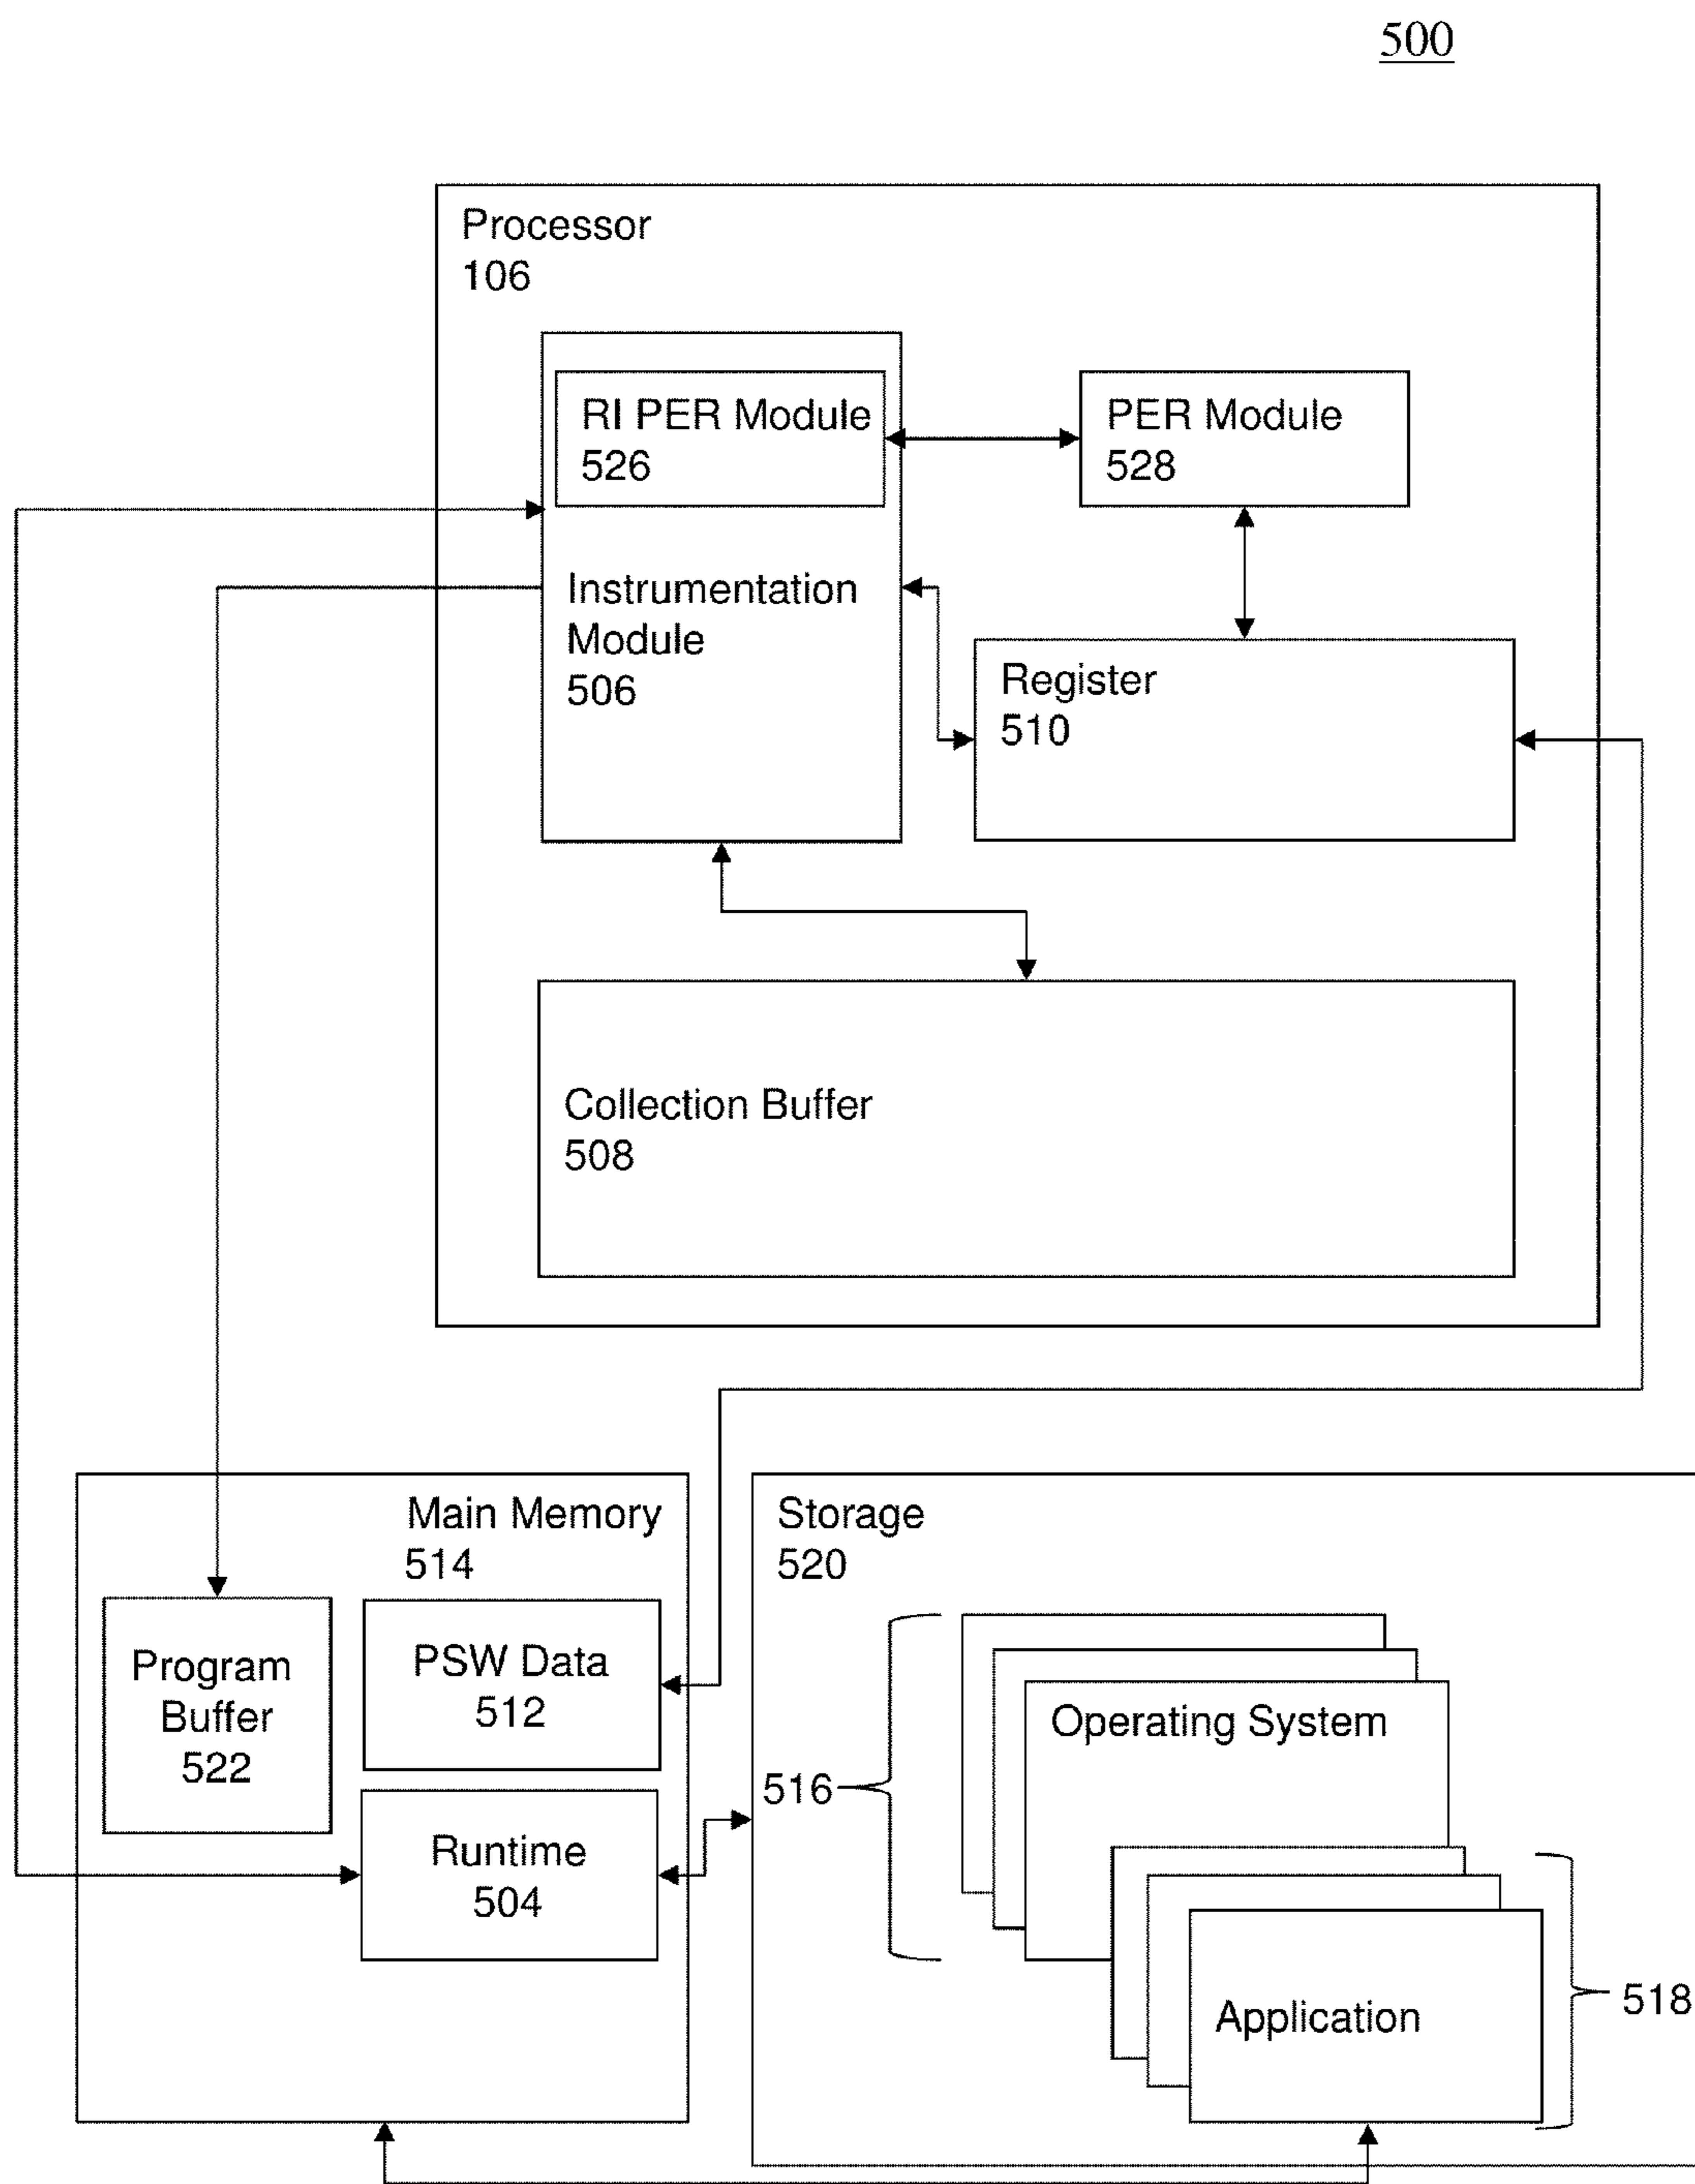 500
Processor
106
RI PER Module
526
PER Module
528
Instrumentation
Module
506
Register
510
Collection Buffer
508
Main Memory
514
Program
Buffer
522
PSW Data
512
Runtime
504
Storage
520
516
Operating System
Application
518